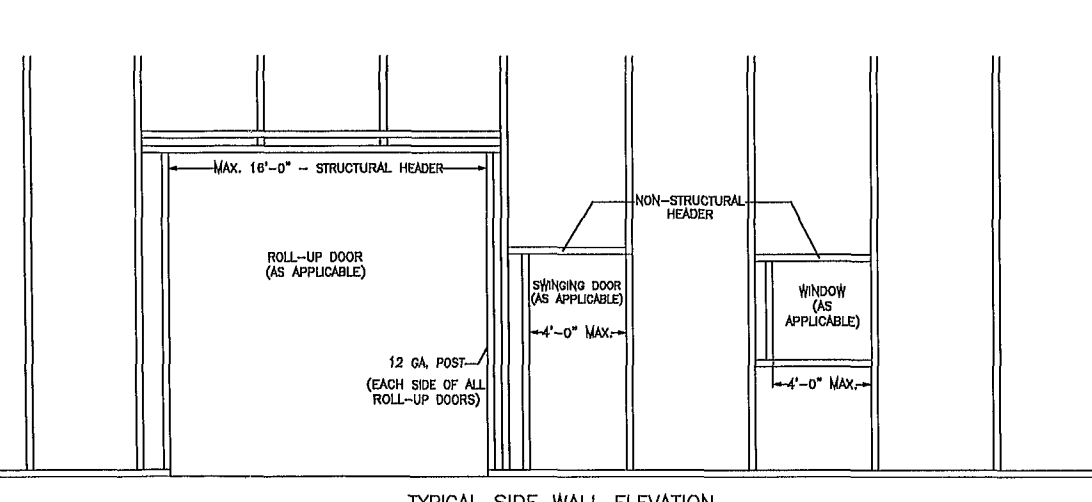 MAX. 16'-0" - STRUCTURAL HEADER
NON-STRUCTURAL
HEADER
ROLL-UP DOOR
(AS APPLICABLE)
SWINGING DOOR
(AS APPLICABLE)
4'-0" MAX.
WINDOW
(AS
APPLICABLE)
4'-0" MAX.
12 GA. POST
(EACH SIDE OF ALL
ROLL-UP DOORS)
TYPICAL SIDE WALL ELEVATION